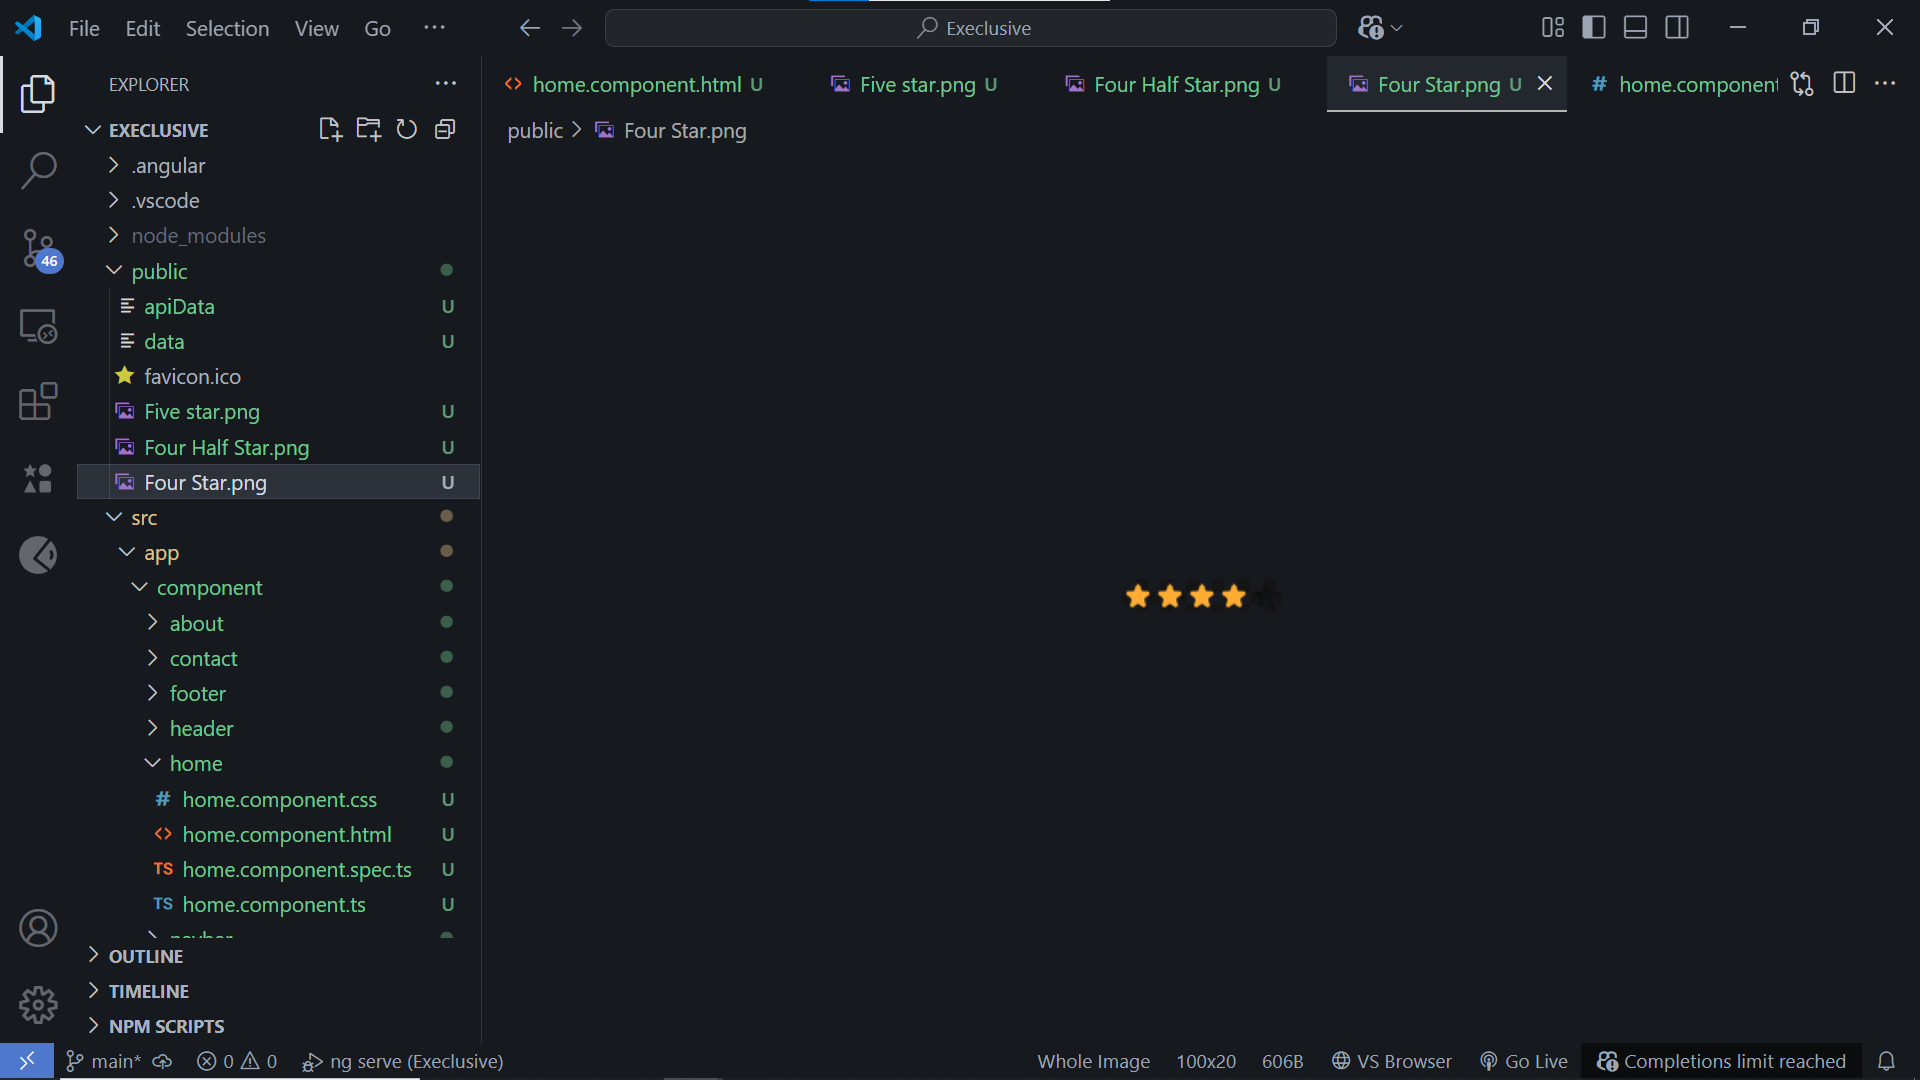 File Edit Selection View Go ···
Execlusive
EXPLORER
EXECLUSIVE
.angular
.vscode
node_modules
46
public
apiData U
data U
favicon.ico
Five star.png U
Four Half Star.png U
Four Star.png U
src
app
component
about
contact
footer
header
home
# home.component.css U
<> home.component.html U
TS home.component.spec.ts U
TS home.component.ts U
OUTLINE
TIMELINE
NPM SCRIPTS
<> home.component.html U
Five star.png U
Four Half Star.png U
Four Star.png U
# home.component
public > Four Star.png
main* 0 0 ng serve (Execlusive)
Whole Image 100x20 606B VS Browser Go Live Completions limit reached